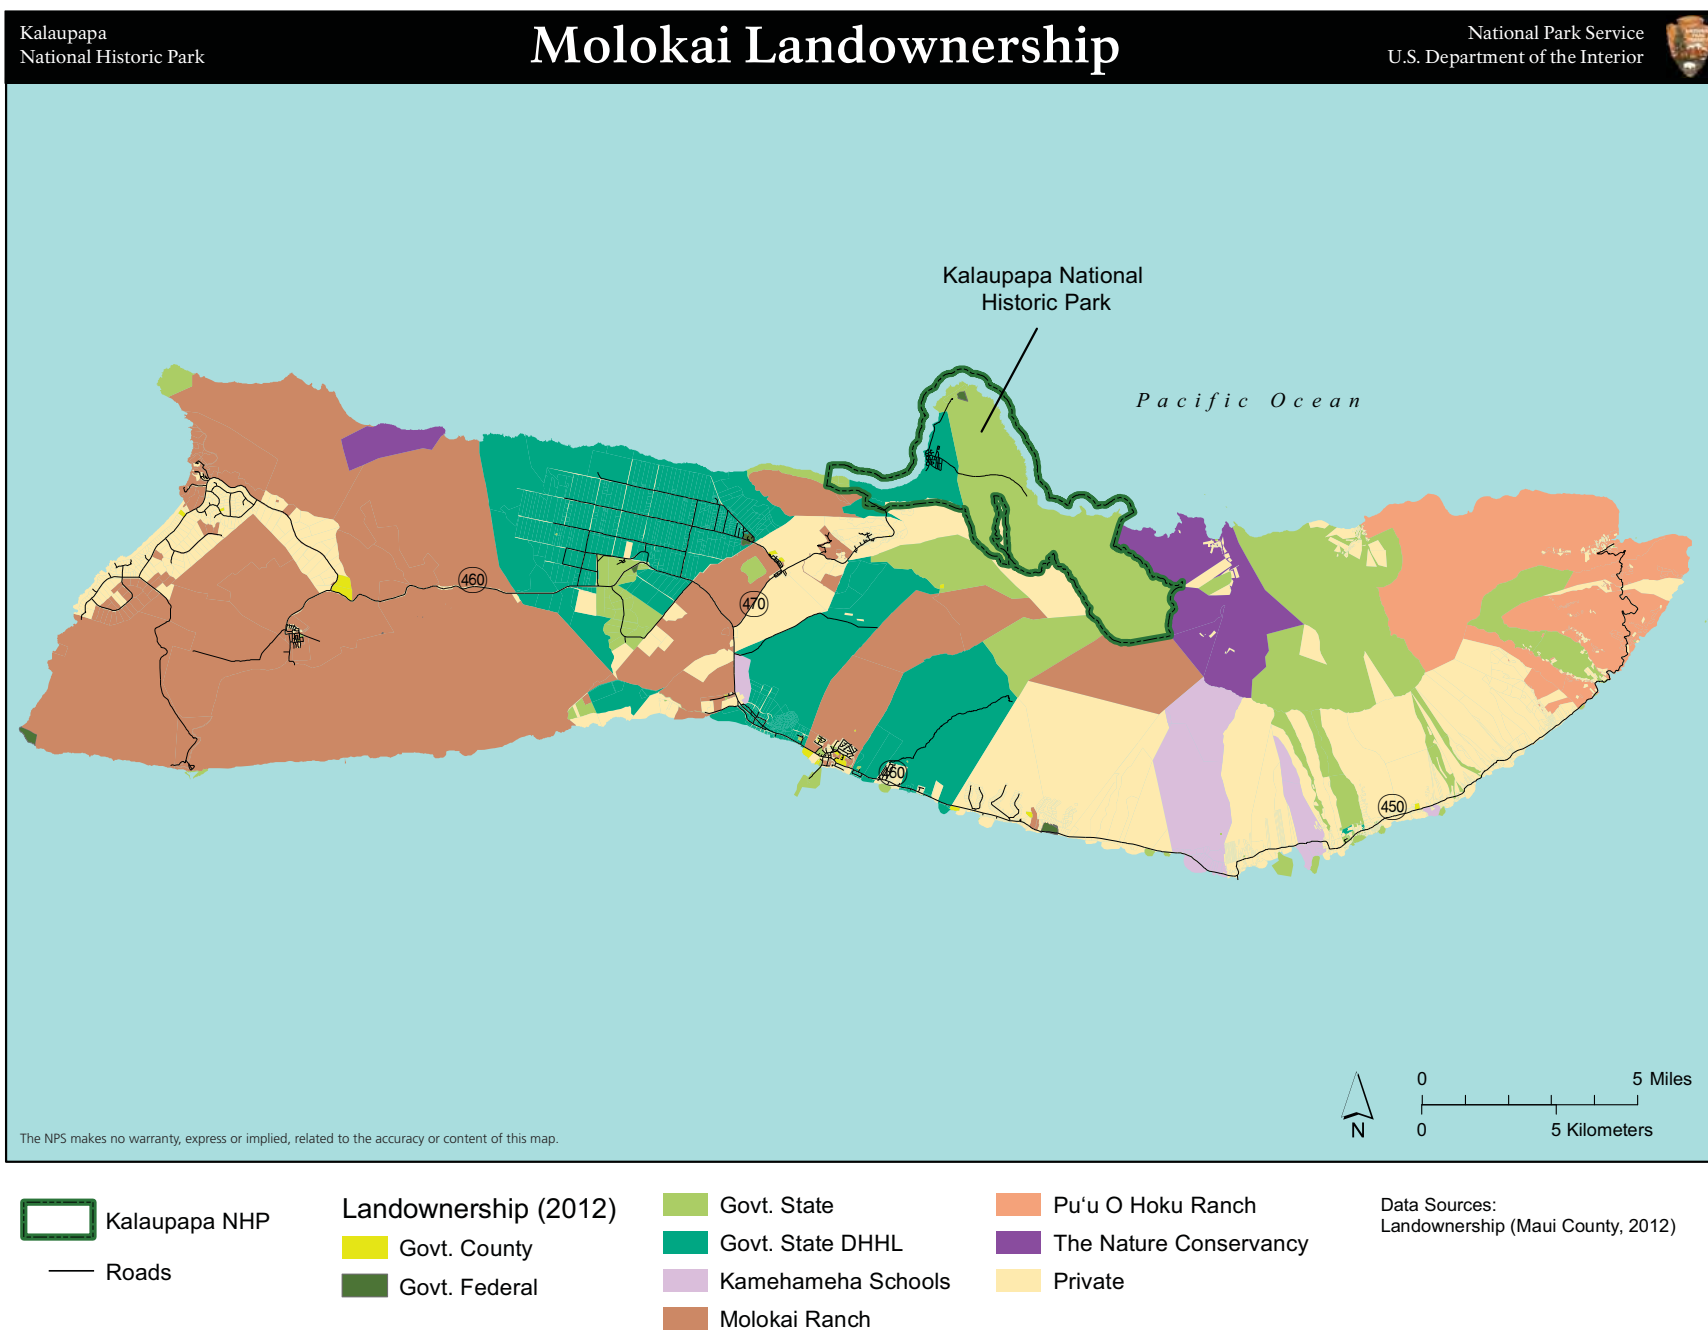 Kalaupapa
National Historic Park
Molokai Landownership
National Park Service
U.S. Department of the Interior
Kalaupapa National
Historic Park
Pacific Ocean
460
470
460
450
0 5 Miles
N
0 5 Kilometers
The NPS makes no warranty, express or implied, related to the accuracy or content of this map.
Kalaupapa NHP
Roads
Landownership (2012)
Govt. County
Govt. Federal
Govt. State
Govt. State DHHL
Kamehameha Schools
Molokai Ranch
Pu‘u O Hoku Ranch
The Nature Conservancy
Private
Data Sources:
Landownership (Maui County, 2012)